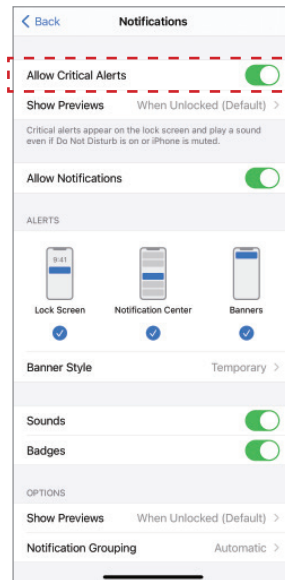 Back Notifications
Allow Critical Alerts
Show Previews When Unlocked (Default)
Critical alerts appear on the lock screen and play a sound
even if Do Not Disturb is on or iPhone is muted.
Allow Notifications
ALERTS
9:41
Lock Screen Notification Center Banners
Banner Style Temporary
Sounds
Badges
OPTIONS
Show Previews When Unlocked (Default)
Notification Grouping Automatic